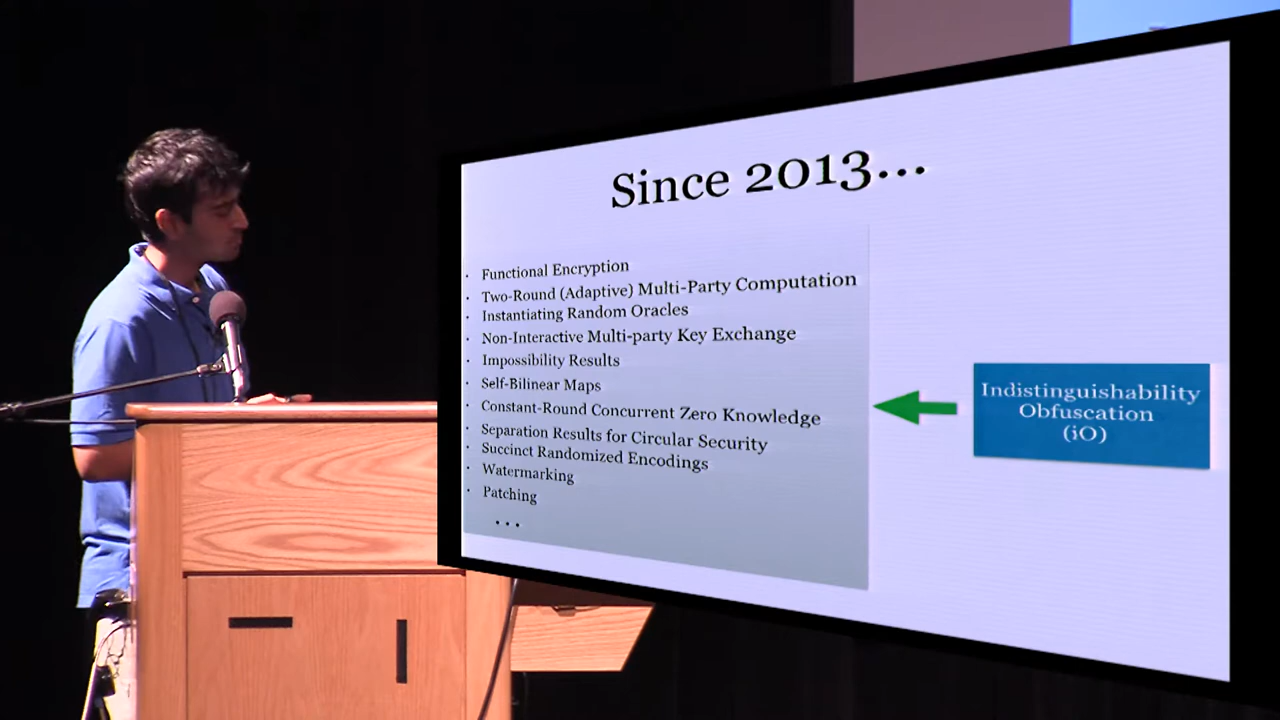 Since 2013...
· Functional Encryption
· Two-Round (Adaptive) Multi-Party Computation
· Instantiating Random Oracles
· Non-Interactive Multi-party Key Exchange
· Impossibility Results
· Self-Bilinear Maps
· Constant-Round Concurrent Zero Knowledge
· Separation Results for Circular Security
· Succinct Randomized Encodings
· Watermarking
· Patching
...
Indistinguishability
Obfuscation
(iO)